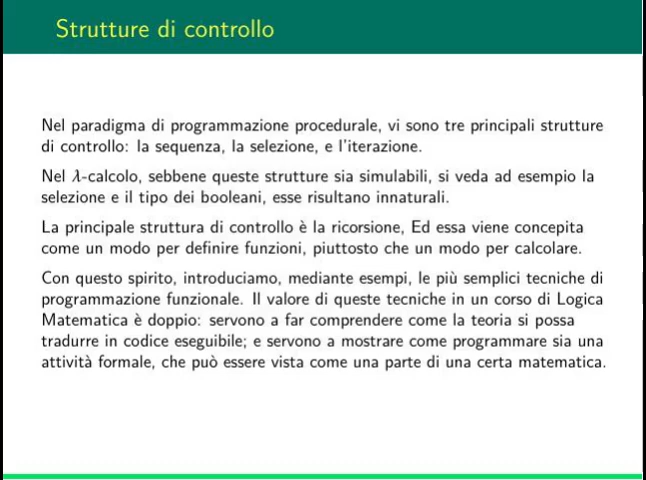 Strutture di controllo
Nel paradigma di programmazione procedurale, vi sono tre principali strutture
di controllo: la sequenza, la selezione, e l'iterazione.
Nel λ-calcolo, sebbene queste strutture sia simulabili, si veda ad esempio la
selezione e il tipo dei booleani, esse risultano innaturali.
La principale struttura di controllo è la ricorsione, Ed essa viene concepita
come un modo per definire funzioni, piuttosto che un modo per calcolare.
Con questo spirito, introduciamo, mediante esempi, le più semplici tecniche di
programmazione funzionale. Il valore di queste tecniche in un corso di Logica
Matematica è doppio: servono a far comprendere come la teoria si possa
tradurre in codice eseguibile; e servono a mostrare come programmare sia una
attività formale, che può essere vista come una parte di una certa matematica.